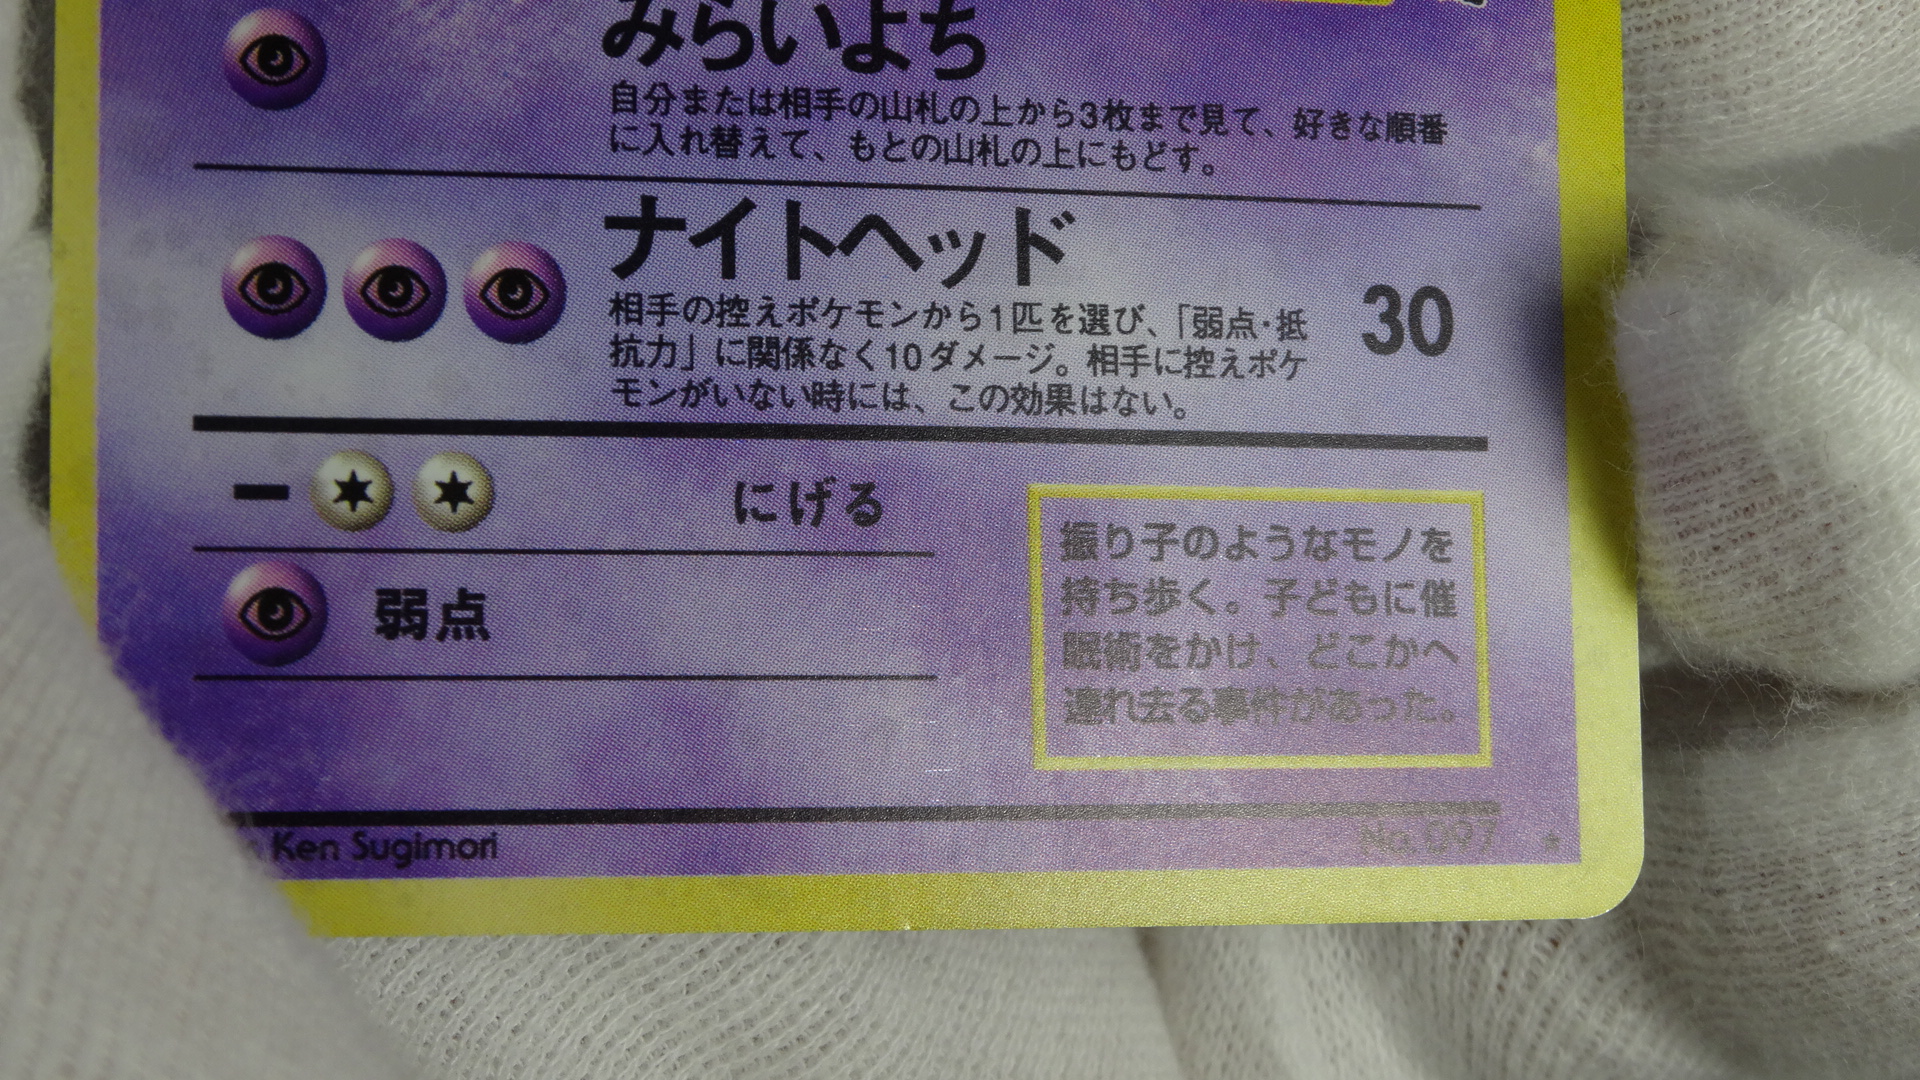 みらいよち
自分または相手の山札の上から3枚まで見て、好きな順番
に入れ替えて、もとの山札の上にもどす。
ナイトヘッド
相手の控えポケモンから1匹を選び、「弱点・抵
抗力」に関係なく10ダメージ。相手に控えポケ
モンがいない時には、この効果はない。
30
にげる
弱点
振り子のようなモノを
持ち歩く。子どもに催
眠術をかけ、どこかへ
連れ去る事件があった。
Ken Sugimori
No. 097